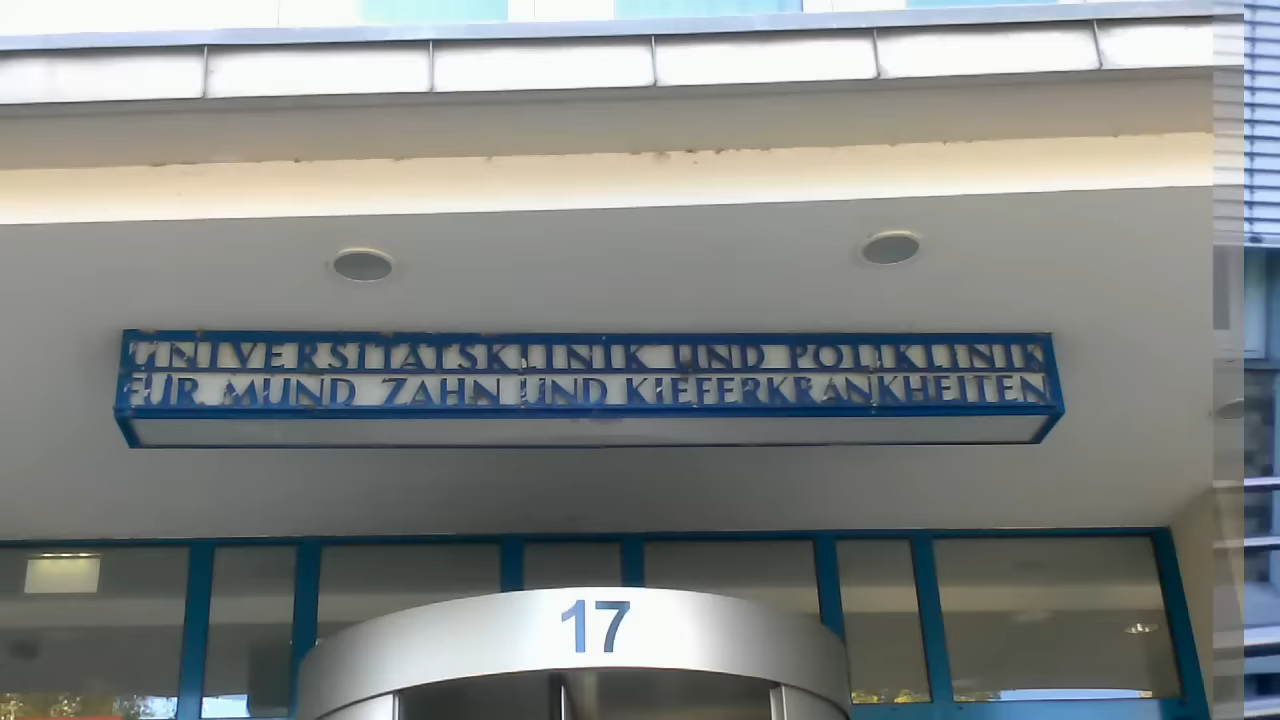 UNIVERSITÄTSKLINIK UND POLIKLINIK
FÜR MUND ZAHN UND KIEFERKRANKHEITEN
17